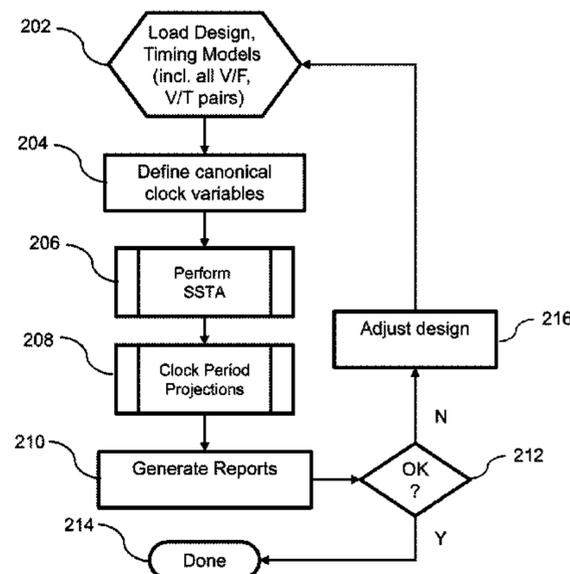 202
Load Design,
Timing Models
(incl. all V/F,
V/T pairs)
204
Define canonical
clock variables
206
Perform
SSTA
208
Clock Period
Projections
Adjust design
216
210
Generate Reports
N
OK
?
212
Y
214
Done